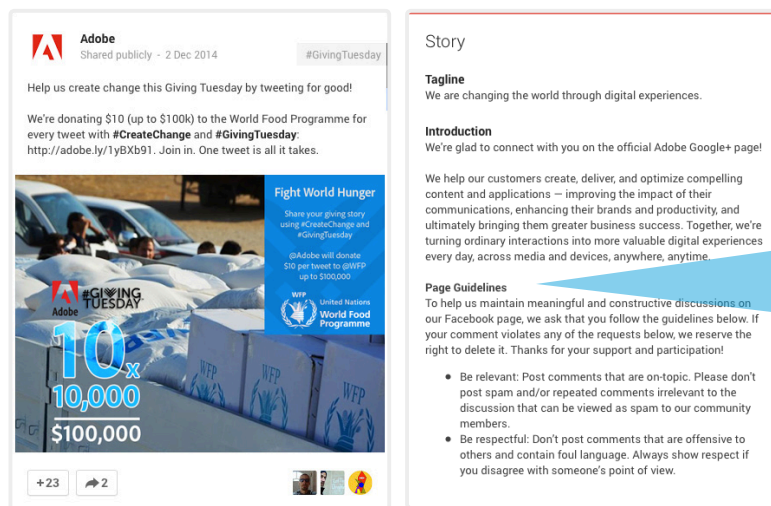 Adobe
Shared publicly - 2 Dec 2014
#GivingTuesday
Help us create change this Giving Tuesday by tweeting for good!
We're donating $10 (up to $100k) to the World Food Programme for
every tweet with #CreateChange and #GivingTuesday:
http://adobe.ly/1yBXb91. Join in. One tweet is all it takes.
Fight World Hunger
Share your giving story
using #CreateChange and
#GivingTuesday
@Adobe will donate
$10 per tweet to @WFP
up to $100,000
WFP
United Nations
World Food
Programme
Adobe
#GIVING
TUESDAY
10x
10,000
$100,000
WFP
WFP
WFP
+23
2
Story
Tagline
We are changing the world through digital experiences.
Introduction
We're glad to connect with you on the official Adobe Google+ page!
We help our customers create, deliver, and optimize compelling
content and applications — improving the impact of their
communications, enhancing their brands and productivity, and
ultimately bringing them greater business success. Together, we're
turning ordinary interactions into more valuable digital experiences
every day, across media and devices, anywhere, anytime.
Page Guidelines
To help us maintain meaningful and constructive discussions on
our Facebook page, we ask that you follow the guidelines below. If
your comment violates any of the requests below, we reserve the
right to delete it. Thanks for your support and participation!
● Be relevant: Post comments that are on-topic. Please don't
post spam and/or repeated comments irrelevant to the
discussion that can be viewed as spam to our community
members.
● Be respectful: Don't post comments that are offensive to
others and contain foul language. Always show respect if
you disagree with someone's point of view.